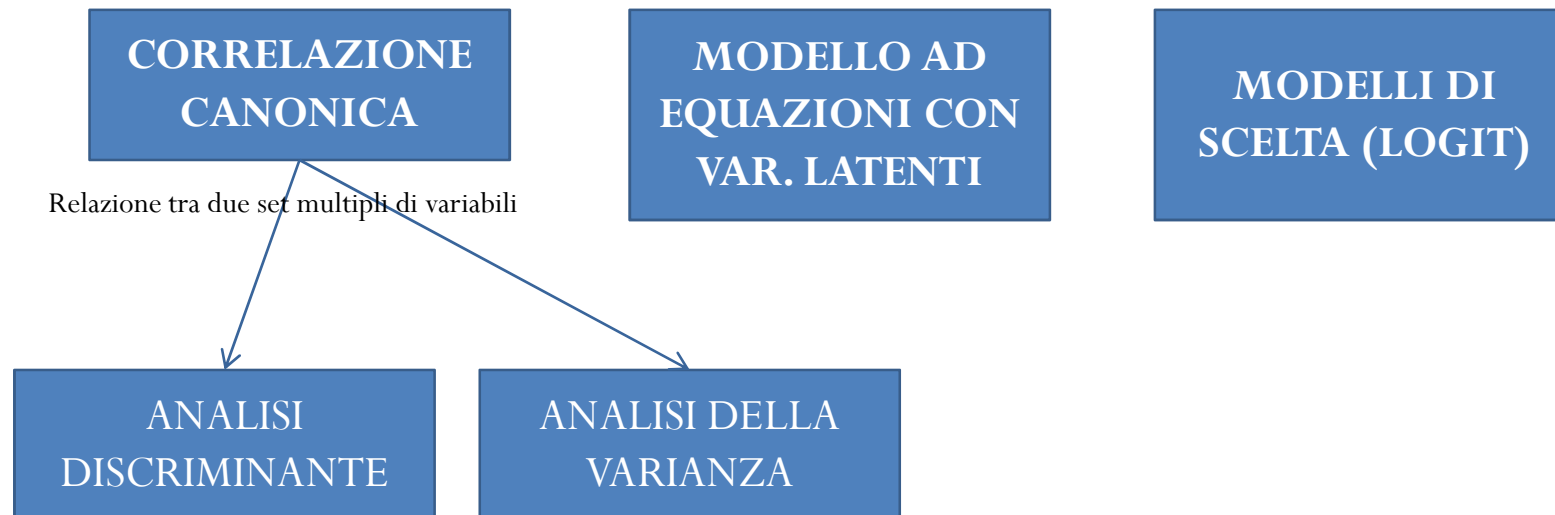 CORRELAZIONE
CANONICA
MODELLO AD
EQUAZIONI CON
VAR. LATENTI
MODELLI DI
SCELTA (LOGIT)
Relazione tra due set multipli di variabili
ANALISI
DISCRIMINANTE
ANALISI DELLA
VARIANZA